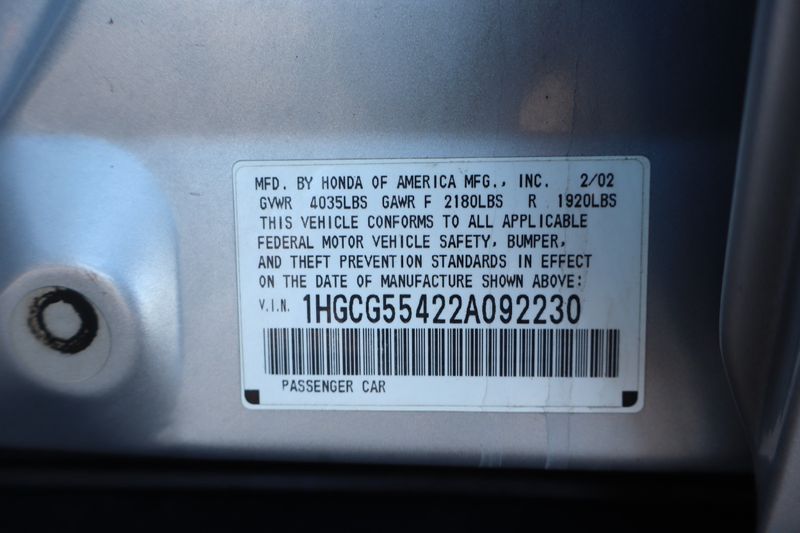 MFD. BY HONDA OF AMERICA MFG., INC. 2/02
GVWR 4035LBS GAWR F 2180LBS R 1920LBS
THIS VEHICLE CONFORMS TO ALL APPLICABLE
FEDERAL MOTOR VEHICLE SAFETY, BUMPER,
AND THEFT PREVENTION STANDARDS IN EFFECT
ON THE DATE OF MANUFACTURE SHOWN ABOVE:
V.I.N. 1HGCG55422A092230
PASSENGER CAR